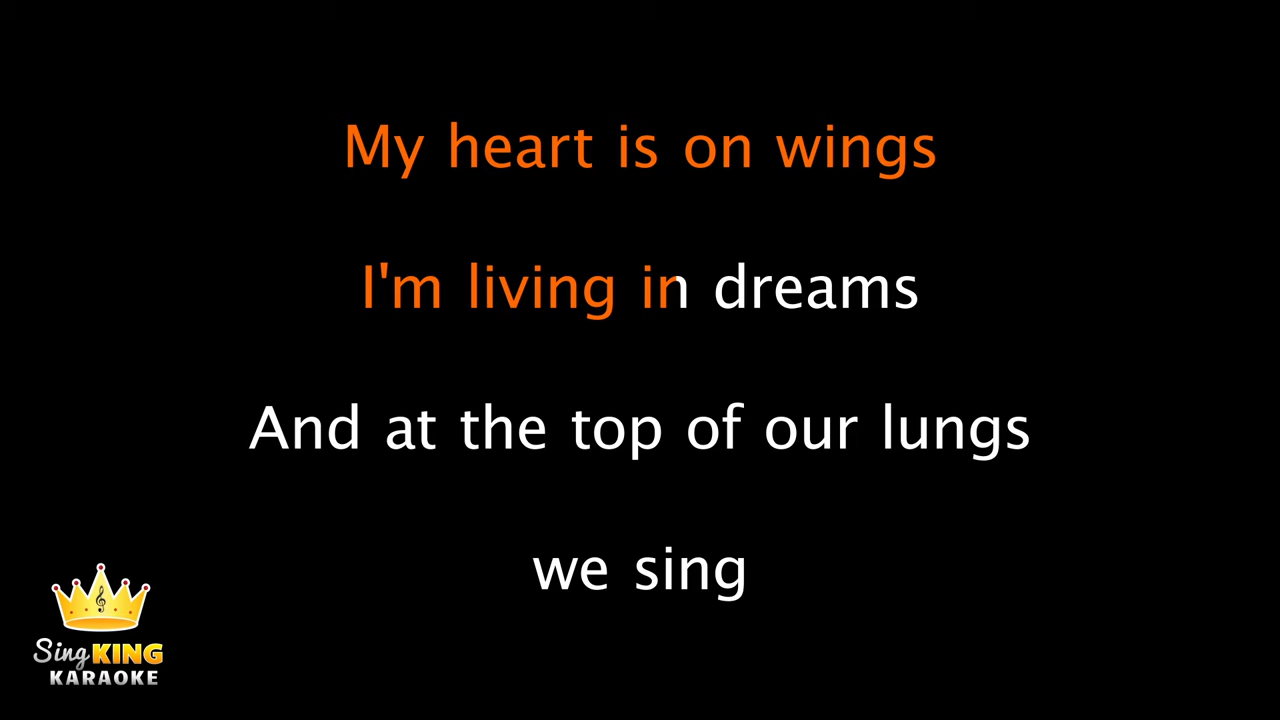 My heart is on wings
I'm living in dreams
And at the top of our lungs
we sing
Sing KING
KARAOKE